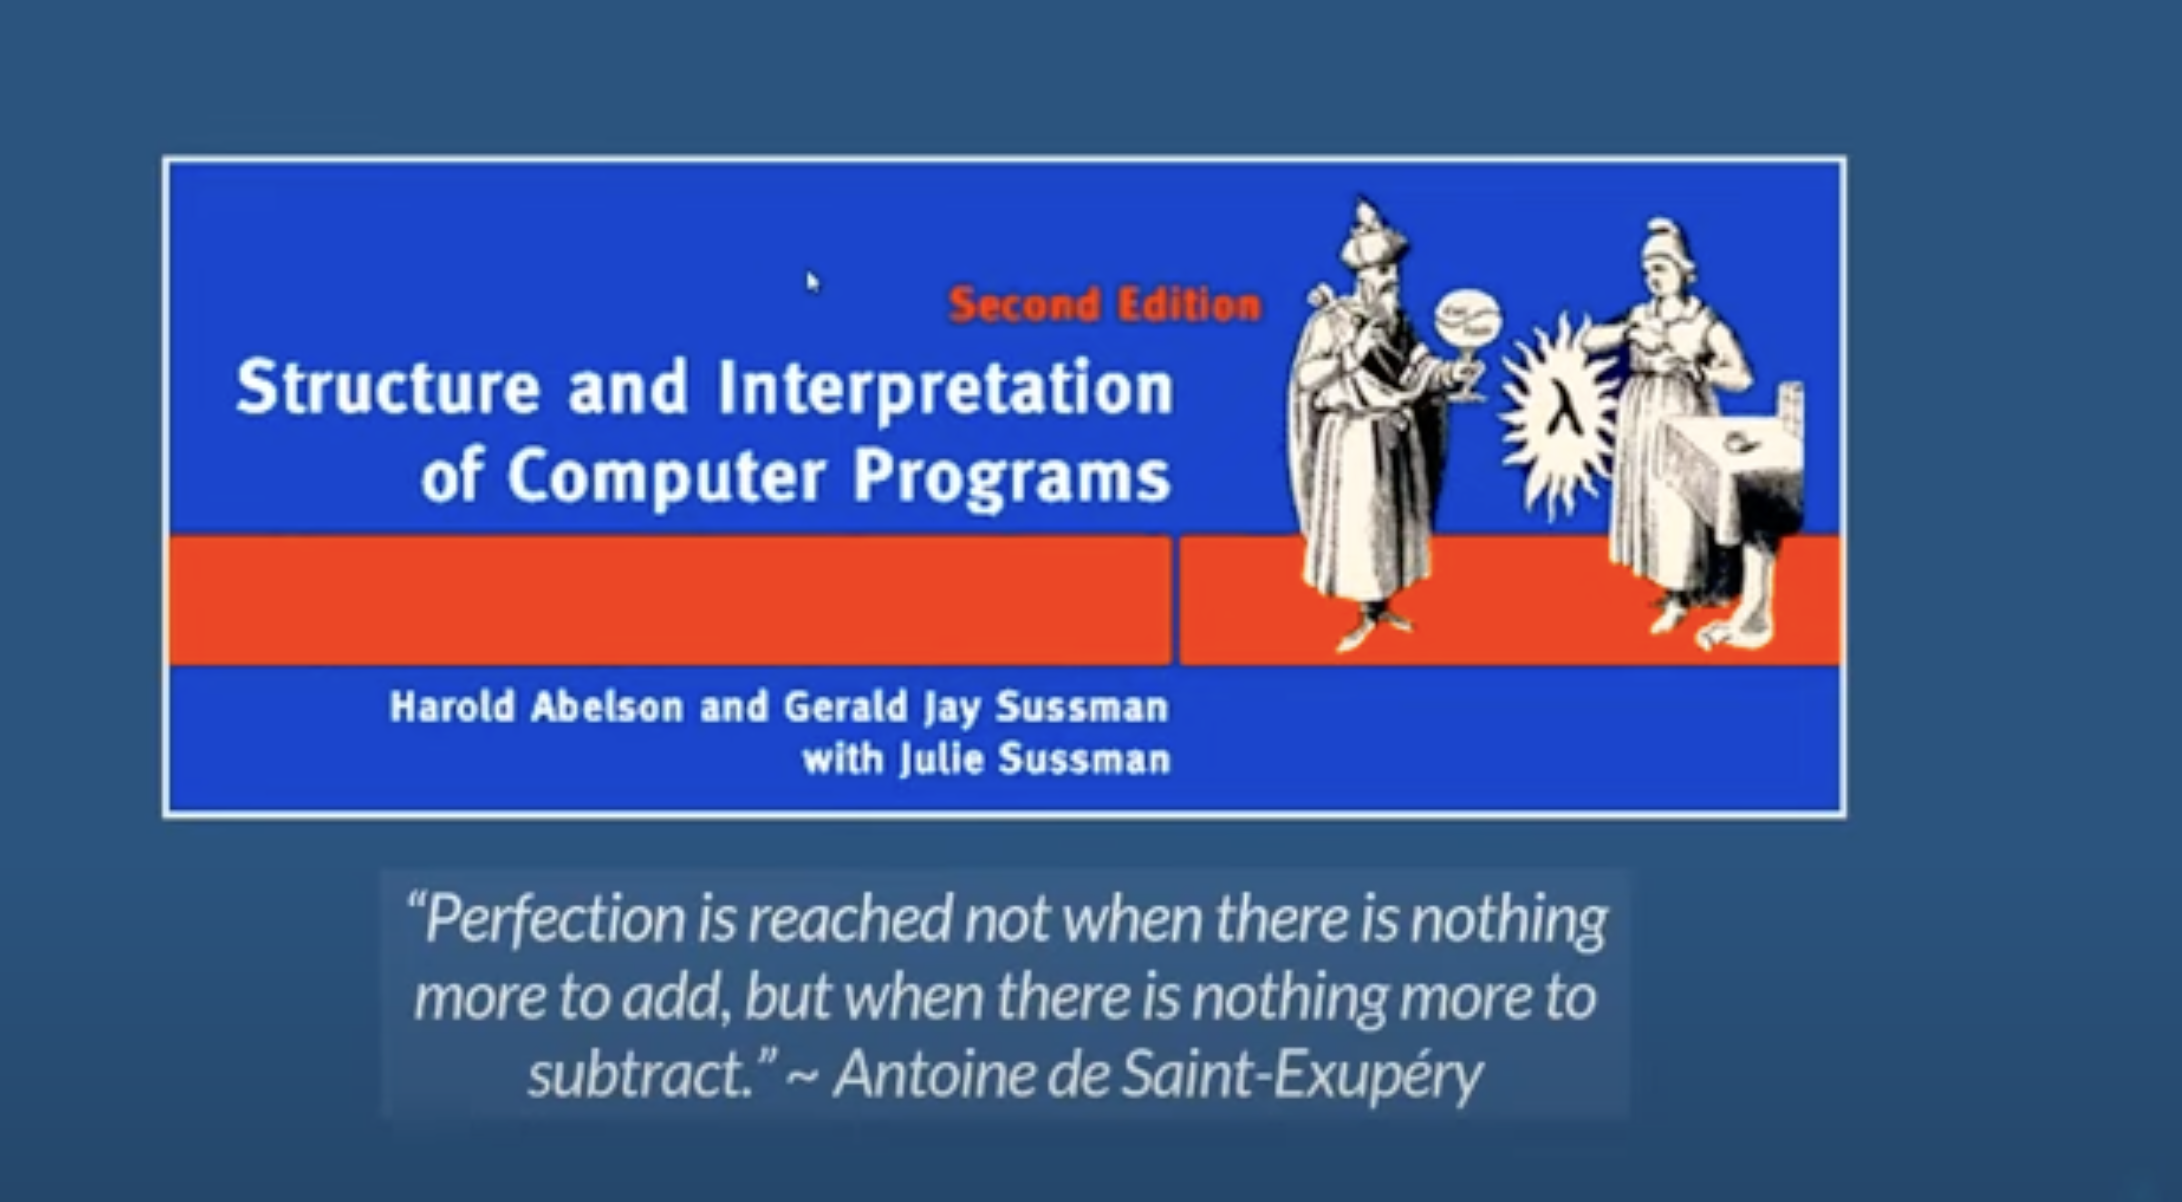 Second Edition
Structure and Interpretation
of Computer Programs
λ
Harold Abelson and Gerald Jay Sussman
with Julie Sussman
“Perfection is reached not when there is nothing
more to add, but when there is nothing more to
subtract.” ~ Antoine de Saint-Exupéry